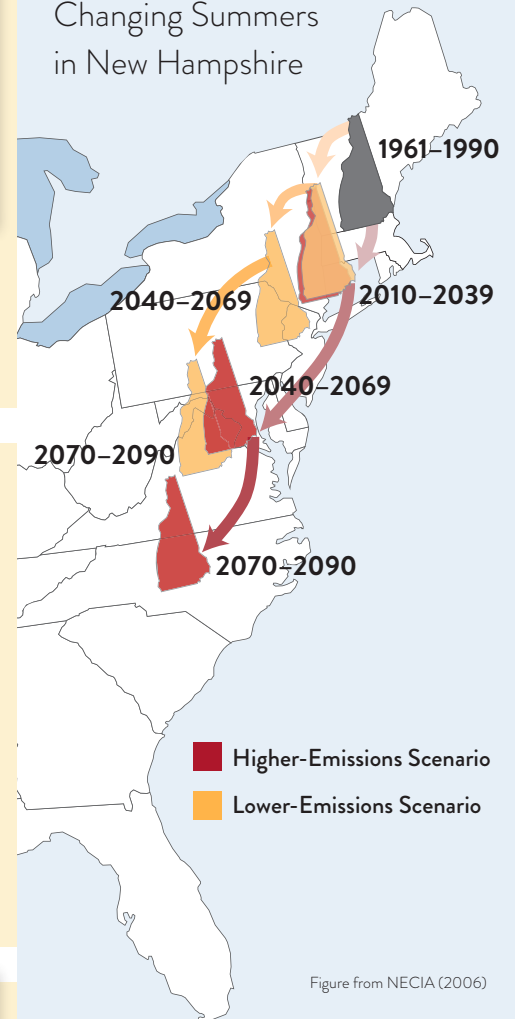 Changing Summers
in New Hampshire
1961–1990
2010–2039
2040–2069
2040–2069
2070–2090
2070–2090
Higher-Emissions Scenario
Lower-Emissions Scenario
Figure from NECIA (2006)